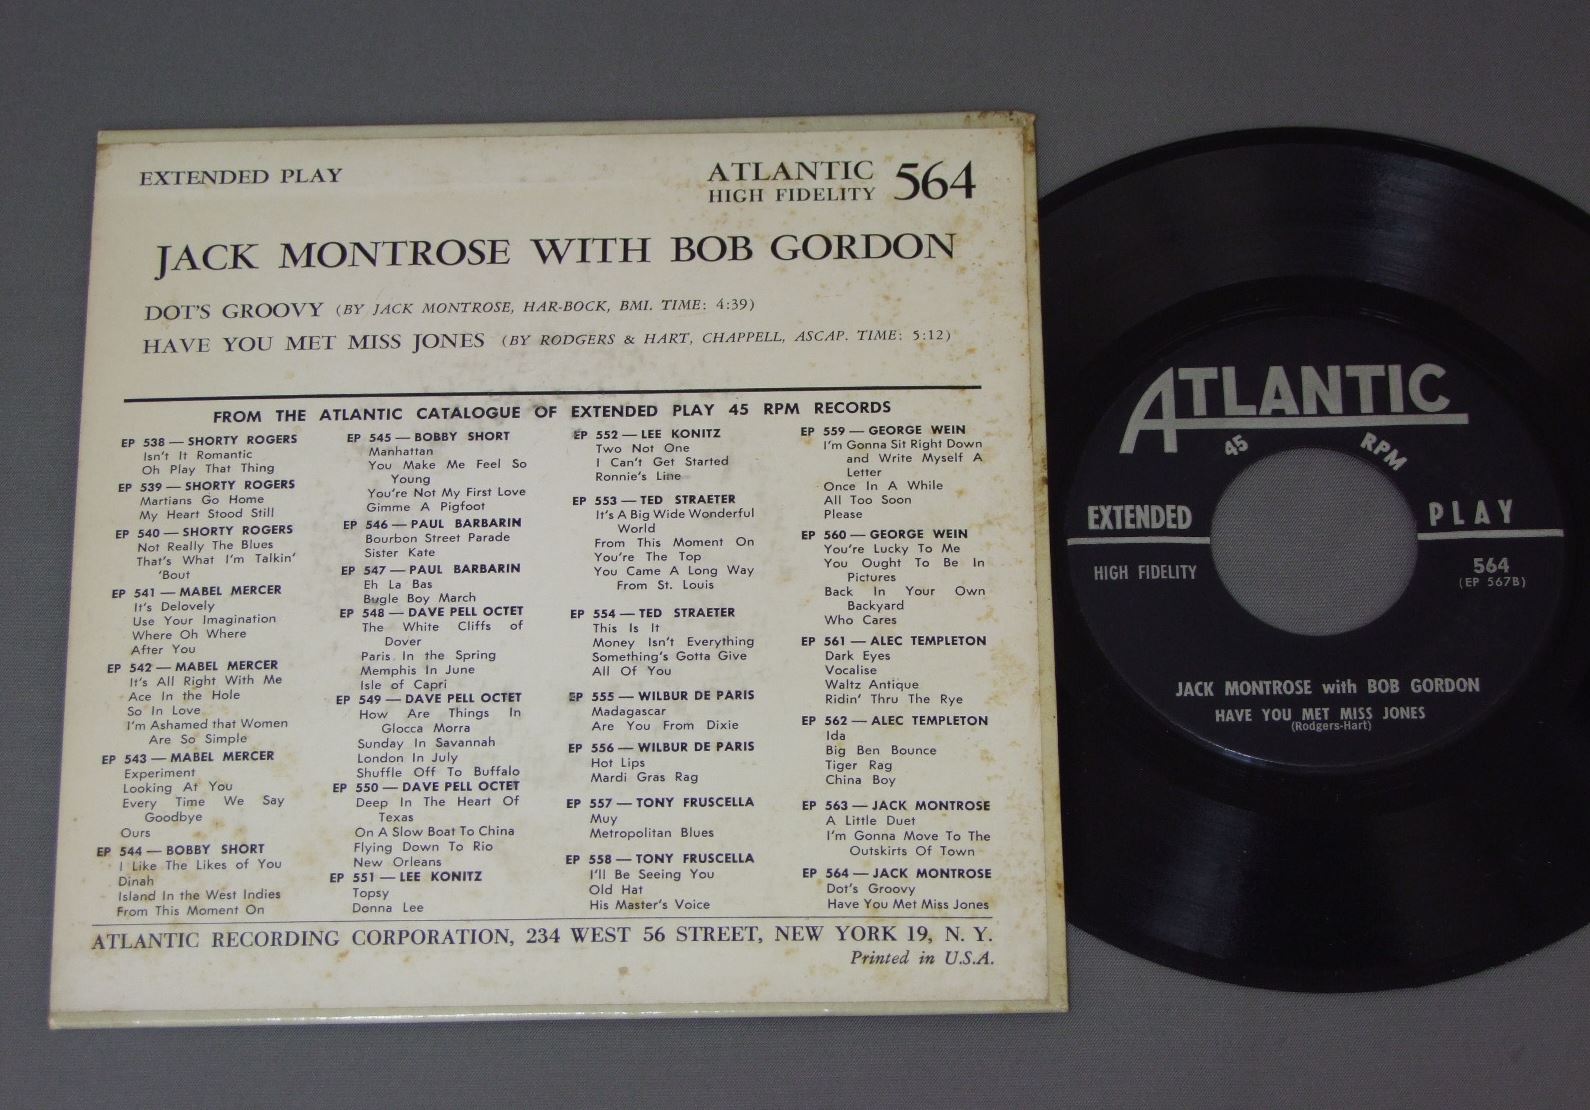 EXTENDED PLAY
ATLANTIC
HIGH FIDELITY 564
JACK MONTROSE WITH BOB GORDON
DOT'S GROOVY (BY JACK MONTROSE, HAR-BOCK, BMI. TIME: 4:39)
HAVE YOU MET MISS JONES (BY RODGERS & HART, CHAPPELL, ASCAP. TIME: 5:12)
FROM THE ATLANTIC CATALOGUE OF EXTENDED PLAY 45 RPM RECORDS
EP 538 — SHORTY ROGERS
Isn't It Romantic
Oh Play That Thing
EP 539 — SHORTY ROGERS
Martians Go Home
My Heart Stood Still
EP 540 — SHORTY ROGERS
Not Really The Blues
That's What I'm Talkin'
'Bout
EP 541 — MABEL MERCER
It's Delovely
Use Your Imagination
Where Oh Where
After You
EP 542 — MABEL MERCER
It's All Right With Me
Ace In the Hole
So In Love
I'm Ashamed that Women
Are So Simple
EP 543 — MABEL MERCER
Experiment
Looking At You
Every Time We Say
Goodbye
Ours
EP 544 — BOBBY SHORT
I Like The Likes of You
Dinah
Island In the West Indies
From This Moment On
EP 545 — BOBBY SHORT
Manhattan
You Make Me Feel So
Young
You're Not My First Love
Gimme A Pigfoot
EP 546 — PAUL BARBARIN
Bourbon Street Parade
Sister Kate
EP 547 — PAUL BARBARIN
Eh La Bas
Bugle Boy March
EP 548 — DAVE PELL OCTET
The White Cliffs of
Dover
Paris In the Spring
Memphis In June
Isle of Capri
EP 549 — DAVE PELL OCTET
How Are Things In
Glocca Morra
Sunday In Savannah
London In July
Shuffle Off To Buffalo
EP 550 — DAVE PELL OCTET
Deep In The Heart Of
Texas
On A Slow Boat To China
Flying Down To Rio
New Orleans
EP 551 — LEE KONITZ
Topsy
Donna Lee
EP 552 — LEE KONITZ
Two Not One
I Can't Get Started
Ronnie's Line
EP 553 — TED STRAETER
It's A Big Wide Wonderful
World
From This Moment On
You're The Top
You Came A Long Way
From St. Louis
EP 554 — TED STRAETER
This Is It
Money Isn't Everything
Something's Gotta Give
All Of You
EP 555 — WILBUR DE PARIS
Madagascar
Are You From Dixie
EP 556 — WILBUR DE PARIS
Hot Lips
Mardi Gras Rag
EP 557 — TONY FRUSCELLA
Muy
Metropolitan Blues
EP 558 — TONY FRUSCELLA
I'll Be Seeing You
Old Hat
His Master's Voice
EP 559 — GEORGE WEIN
I'm Gonna Sit Right Down
and Write Myself A
Letter
Once In A While
All Too Soon
Please
EP 560 — GEORGE WEIN
You're Lucky To Me
You Ought To Be In
Pictures
Back In Your Own
Backyard
Who Cares
EP 561 — ALEC TEMPLETON
Dark Eyes
Vocalise
Waltz Antique
Ridin' Thru The Rye
EP 562 — ALEC TEMPLETON
Ida
Big Ben Bounce
Tiger Rag
China Boy
EP 563 — JACK MONTROSE
A Little Duet
I'm Gonna Move To The
Outskirts Of Town
EP 564 — JACK MONTROSE
Dot's Groovy
Have You Met Miss Jones
ATLANTIC RECORDING CORPORATION, 234 WEST 56 STREET, NEW YORK 19, N. Y.
Printed in U.S.A.
ATLANTIC
45 RPM
EXTENDED PLAY
HIGH FIDELITY
564
(EP 567B)
JACK MONTROSE with BOB GORDON
HAVE YOU MET MISS JONES
(Rodgers-Hart)